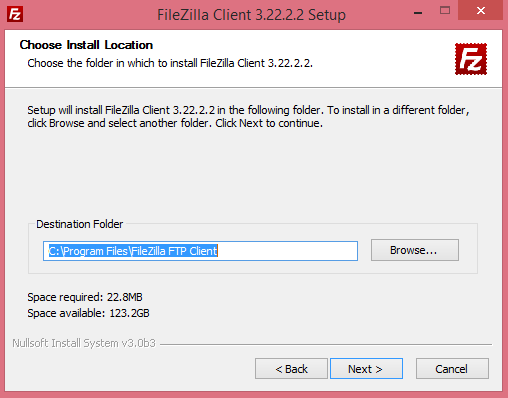 Fz
FileZilla Client 3.22.2.2 Setup
Choose Install Location
Choose the folder in which to install FileZilla Client 3.22.2.2.
Fz
Setup will install FileZilla Client 3.22.2.2 in the following folder. To install in a different folder,
click Browse and select another folder. Click Next to continue.
Destination Folder
C:\Program Files\FileZilla FTP Client
Browse...
Space required: 22.8MB
Space available: 123.2GB
Nullsoft Install System v3.0b3
< Back
Next >
Cancel